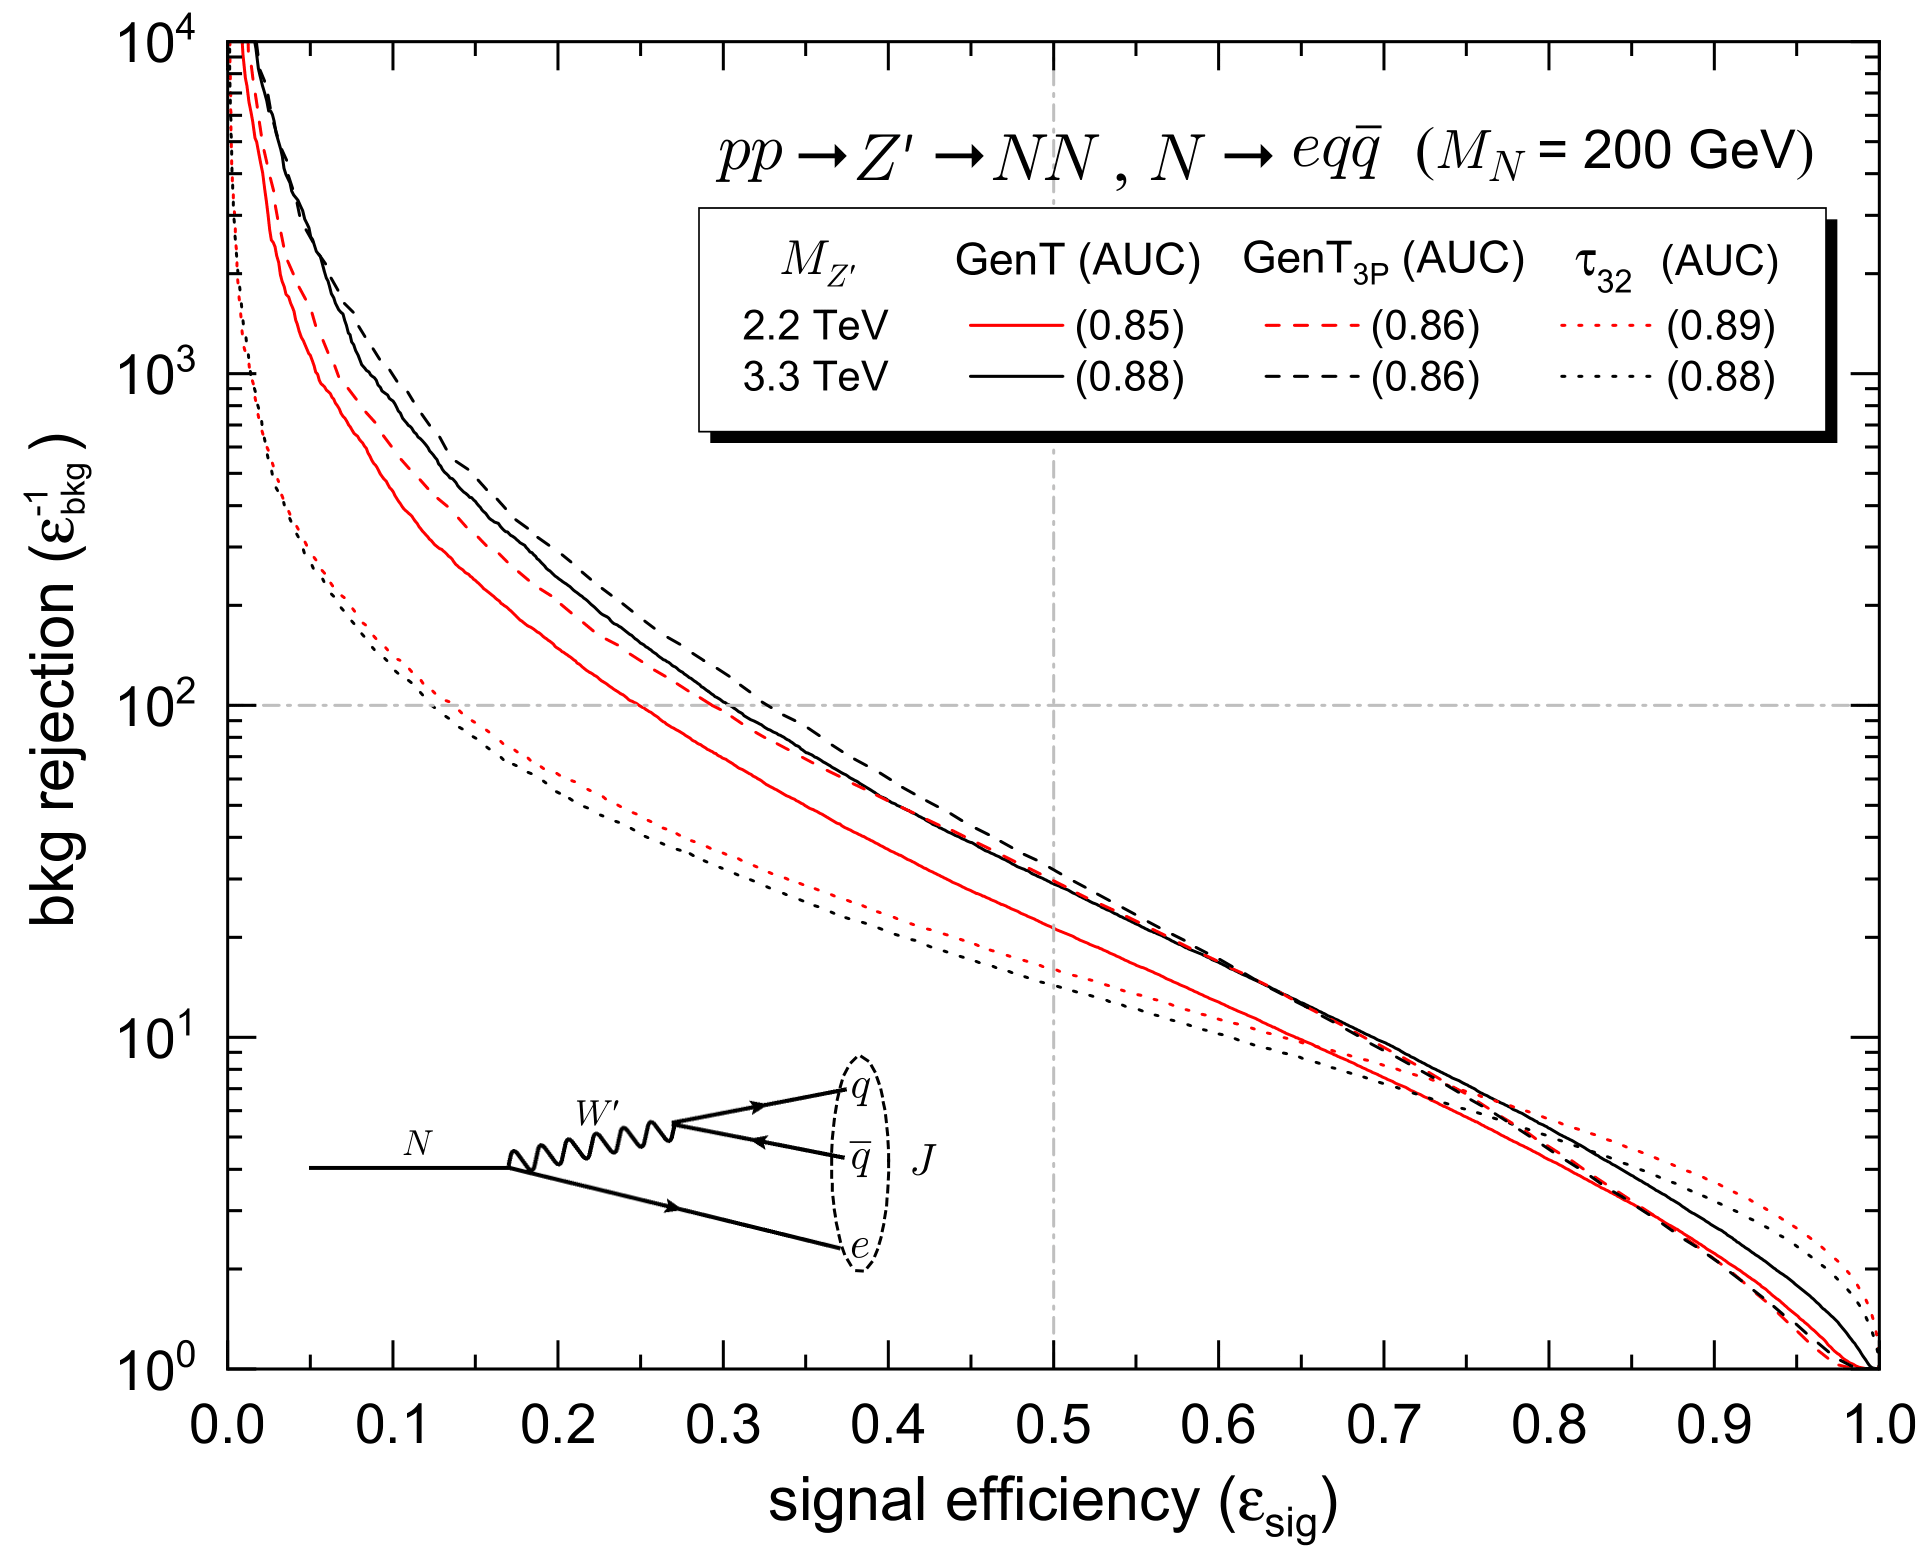 pp → Z′ → NN , N → eqq̅ (M_N = 200 GeV)
M_Z′ GenT (AUC) GenT_3P (AUC) τ_32 (AUC)
2.2 TeV (0.85) (0.86) (0.89)
3.3 TeV (0.88) (0.86) (0.88)
10^4
10^3
10^2
10^1
10^0
bkg rejection (ε_bkg^-1)
N
W′
q
q̅
e
J
0.0 0.1 0.2 0.3 0.4 0.5 0.6 0.7 0.8 0.9 1.0
signal efficiency (ε_sig)